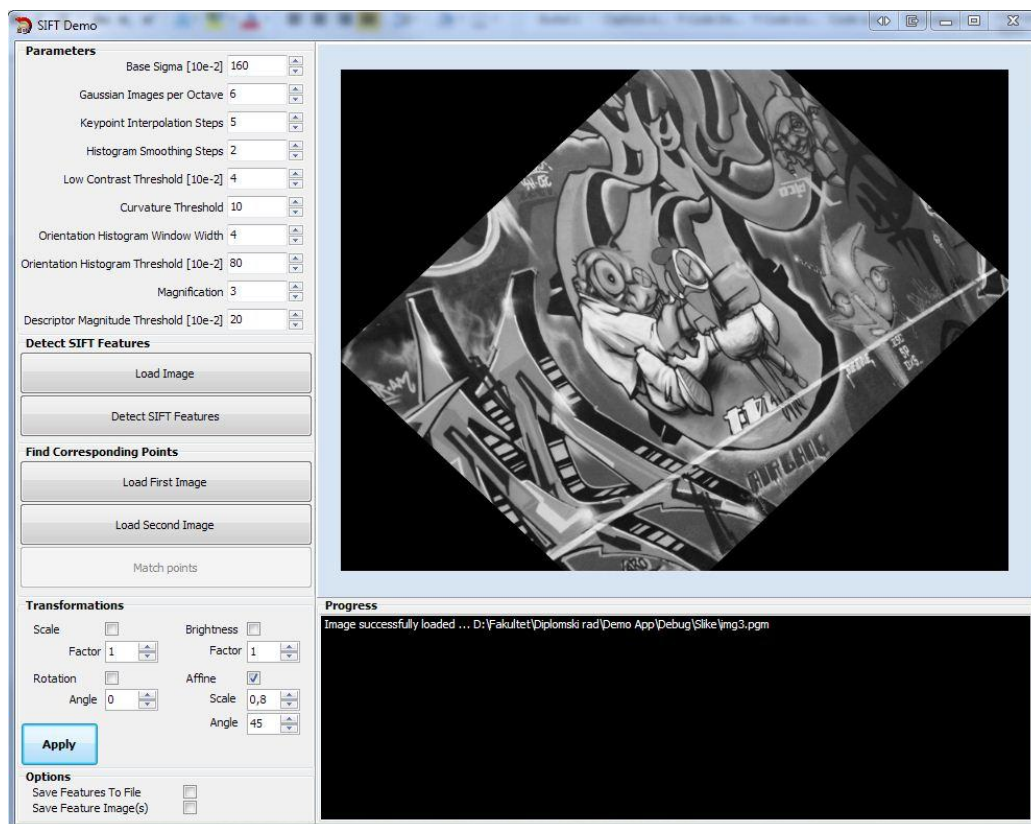 SIFT Demo
Parameters
Base Sigma [10e-2] 160
Gaussian Images per Octave 6
Keypoint Interpolation Steps 5
Histogram Smoothing Steps 2
Low Contrast Threshold [10e-2] 4
Curvature Threshold 10
Orientation Histogram Window Width 4
Orientation Histogram Threshold [10e-2] 80
Magnification 3
Descriptor Magnitude Threshold [10e-2] 20
Detect SIFT Features
Load Image
Detect SIFT Features
Find Corresponding Points
Load First Image
Load Second Image
Match points
Transformations
Scale Brightness
Factor 1 Factor 1
Rotation Affine
Angle 0 Scale 0,8
Angle 45
Apply
Options
Save Features To File
Save Feature Image(s)
Progress
Image successfully loaded ... D:\Fakultet\Diplomski rad\Demo App\Debug\Slike\img3.pgm